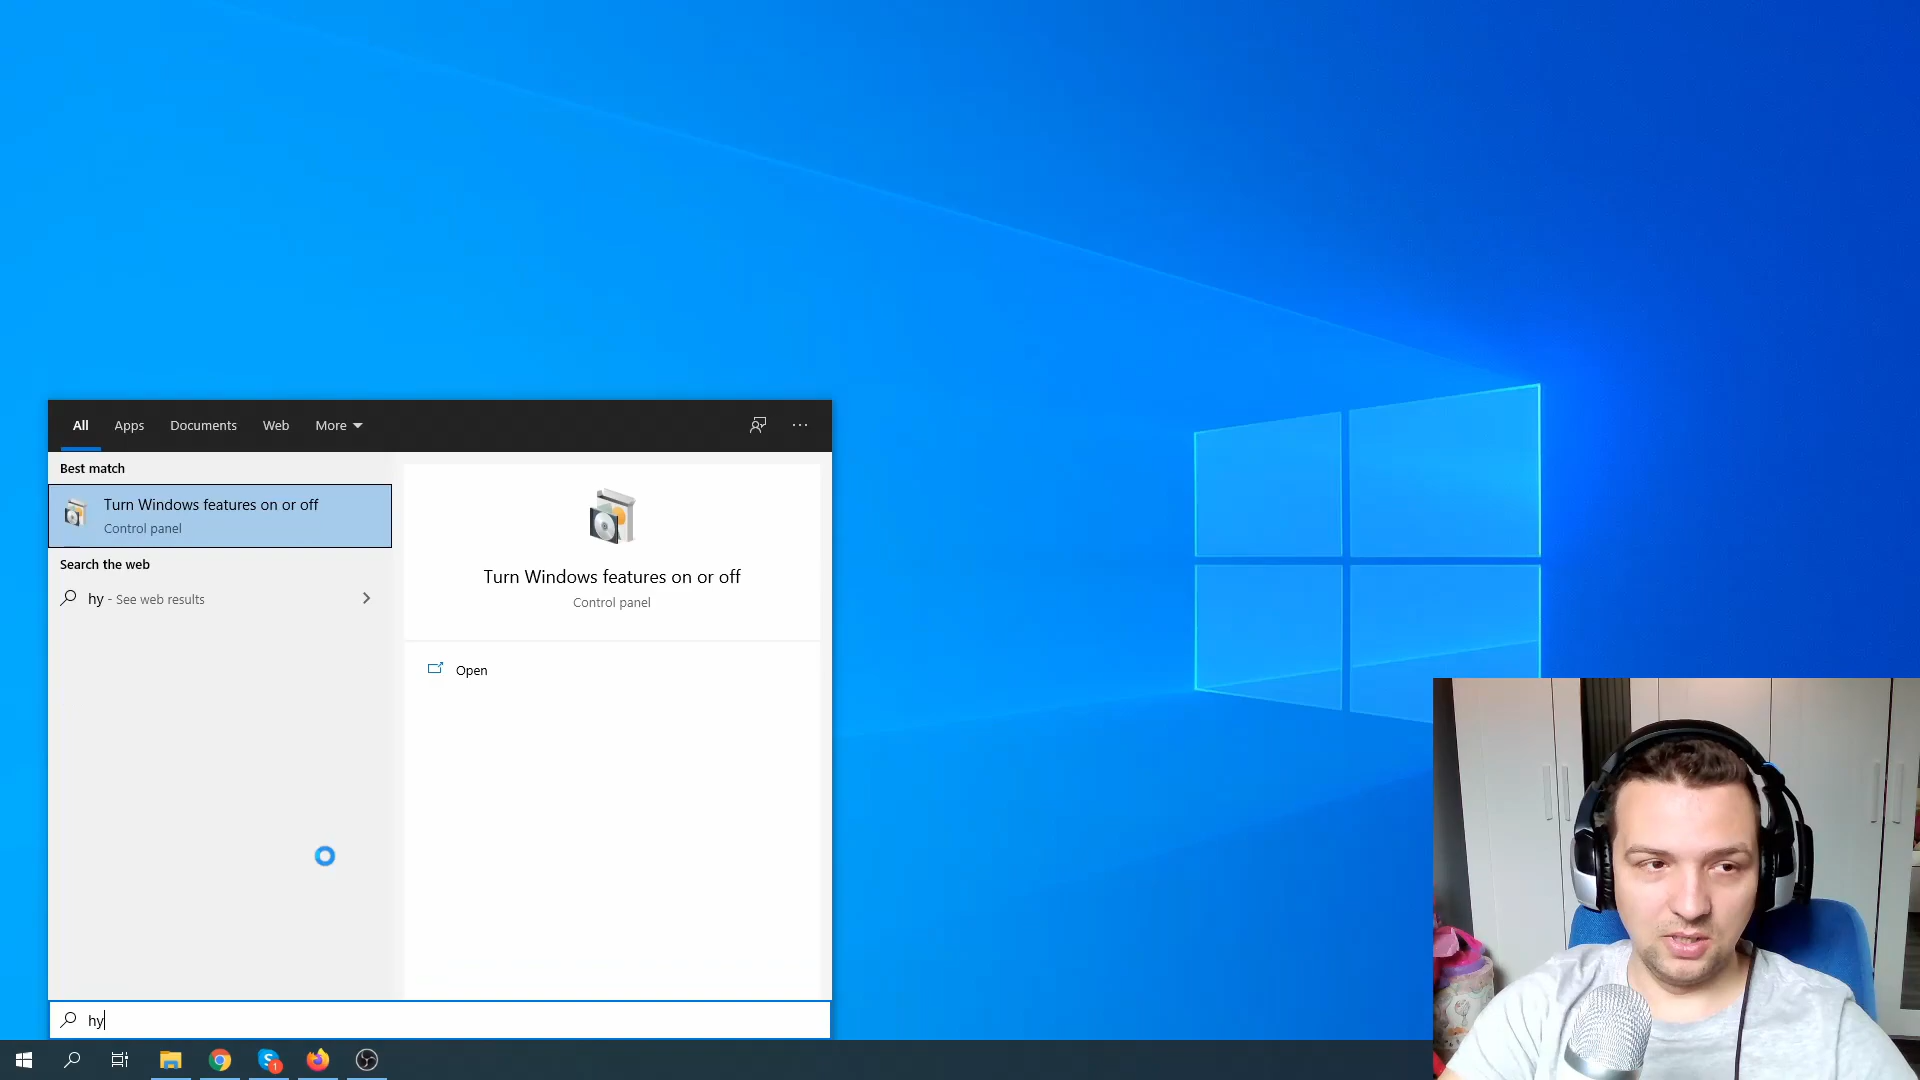 All Apps Documents Web More
Best match
Turn Windows features on or off
Control panel
Search the web
hy - See web results
Turn Windows features on or off
Control panel
Open
hy
S 1